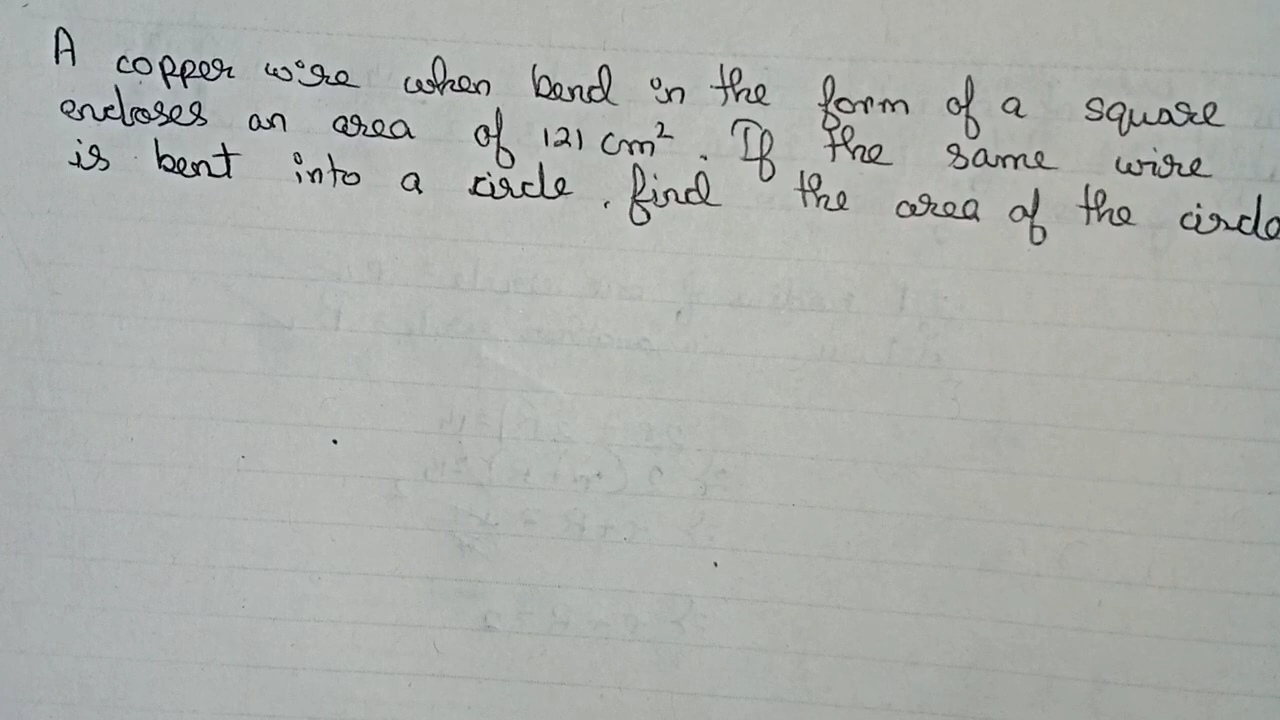 A copper wire when bend in the form of a square
encloses an area of 121 cm². If the same wire
is bent into a circle, find the area of the circle